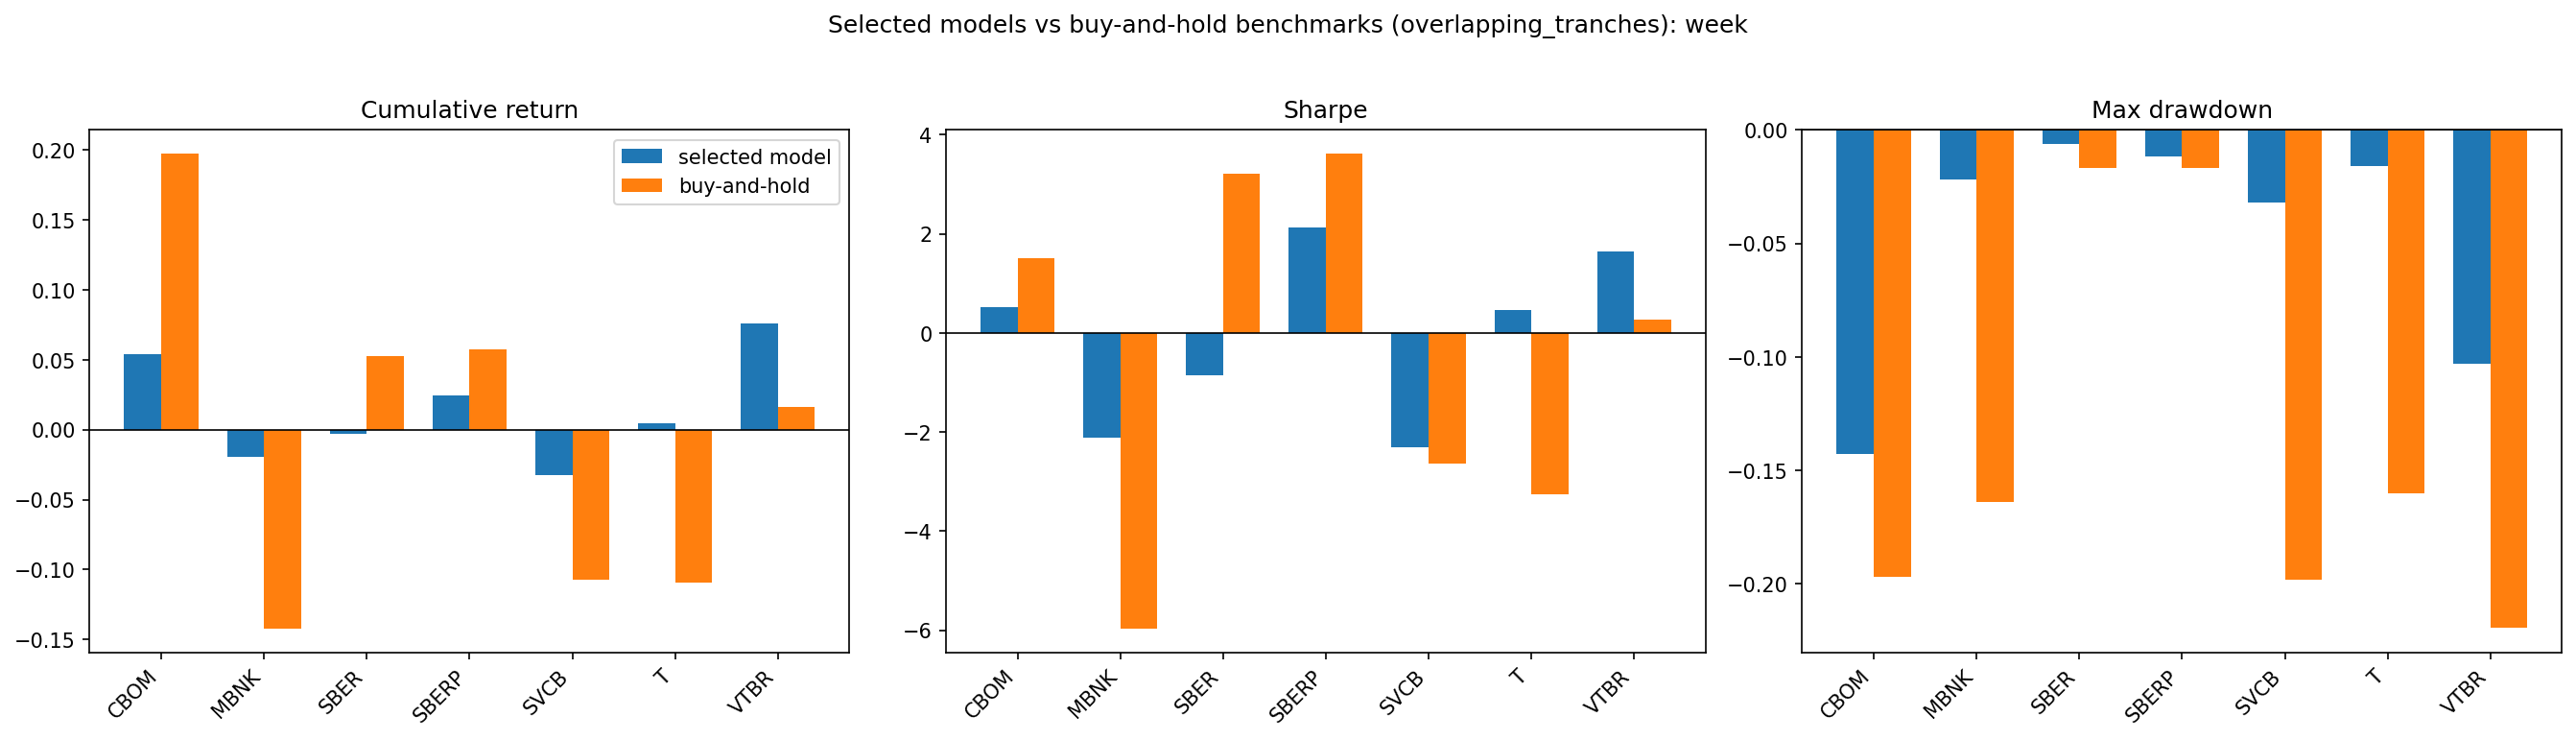 Selected models vs buy-and-hold benchmarks (overlapping_tranches): week
Cumulative return
selected model
buy-and-hold
0.20
0.15
0.10
0.05
0.00
−0.05
−0.10
−0.15
CBOM
MBNK
SBER
SBERP
SVCB
T
VTBR
Sharpe
4
2
0
−2
−4
−6
CBOM
MBNK
SBER
SBERP
SVCB
T
VTBR
Max drawdown
0.00
−0.05
−0.10
−0.15
−0.20
CBOM
MBNK
SBER
SBERP
SVCB
T
VTBR